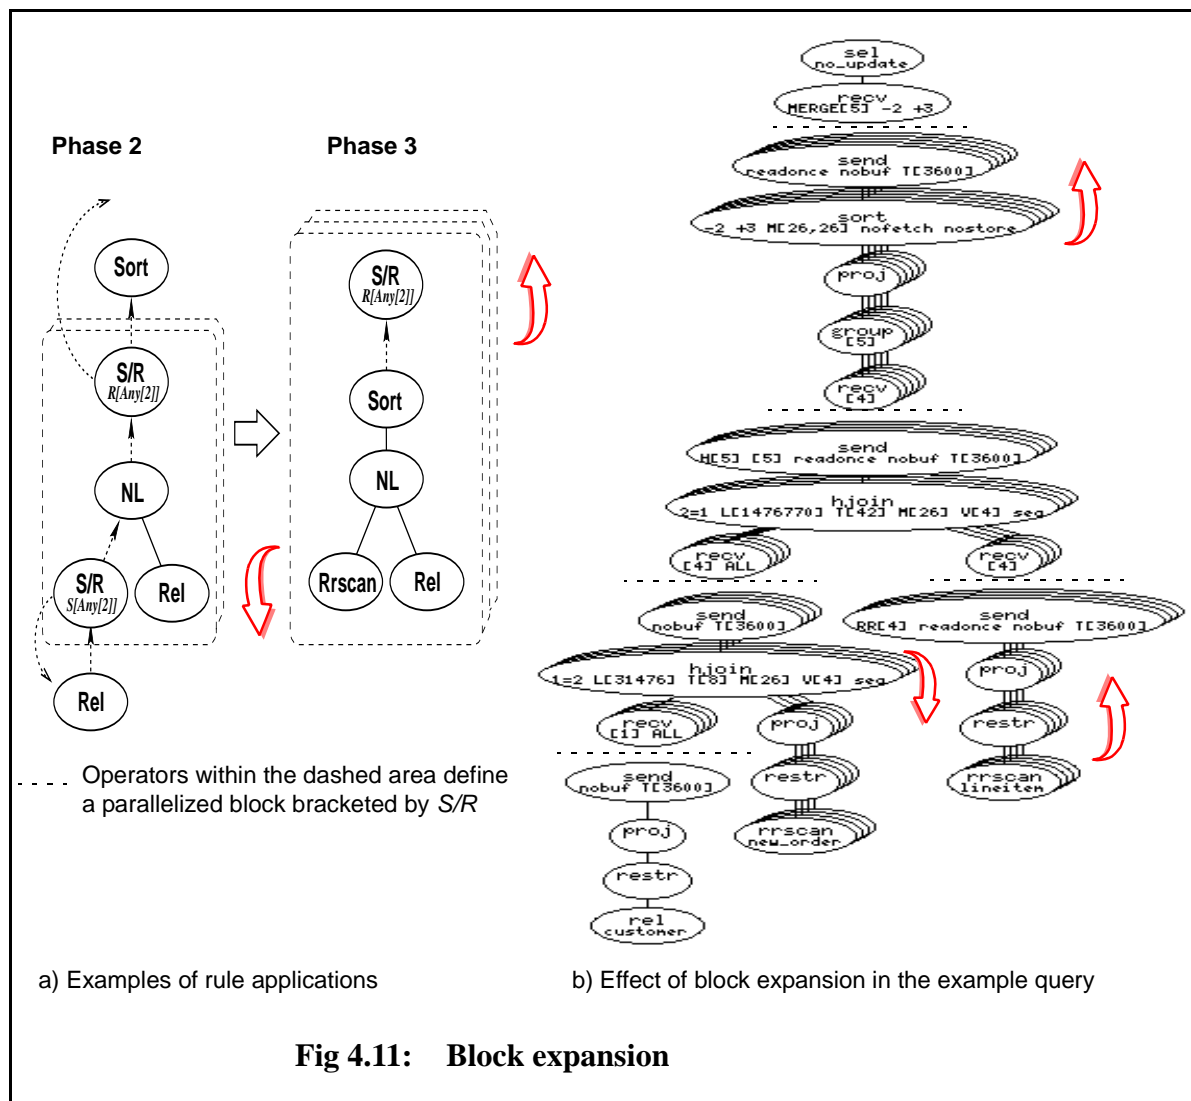 Phase 2
Sort
S/R
R[Any[2]]
NL
S/R
S[Any[2]]
Rel
Rel
Phase 3
S/R
R[Any[2]]
Sort
NL
Rrscan
Rel
Operators within the dashed area define
a parallelized block bracketed by S/R
a) Examples of rule applications
sel
no_update
recv
MERGE[5] -2 +3
send
readonce nobuf T[3600]
sort
-2 +3 M[26,26] nofetch nostore
proj
group
[5]
recv
[4]
send
H[5] [5] readonce nobuf T[3600]
hjoin
2=1 L[1476770] T[42] M[26] V[4] seq
recv
[4] ALL
recv
[4]
send
nobuf T[3600]
send
RR[4] readonce nobuf T[3600]
hjoin
1=2 L[31476] T[8] M[26] V[4] seq
proj
recv
[1] ALL
proj
restr
send
nobuf T[3600]
restr
rrscan
lineitem
proj
rrscan
new_order
restr
rel
customer
b) Effect of block expansion in the example query
Fig 4.11: Block expansion